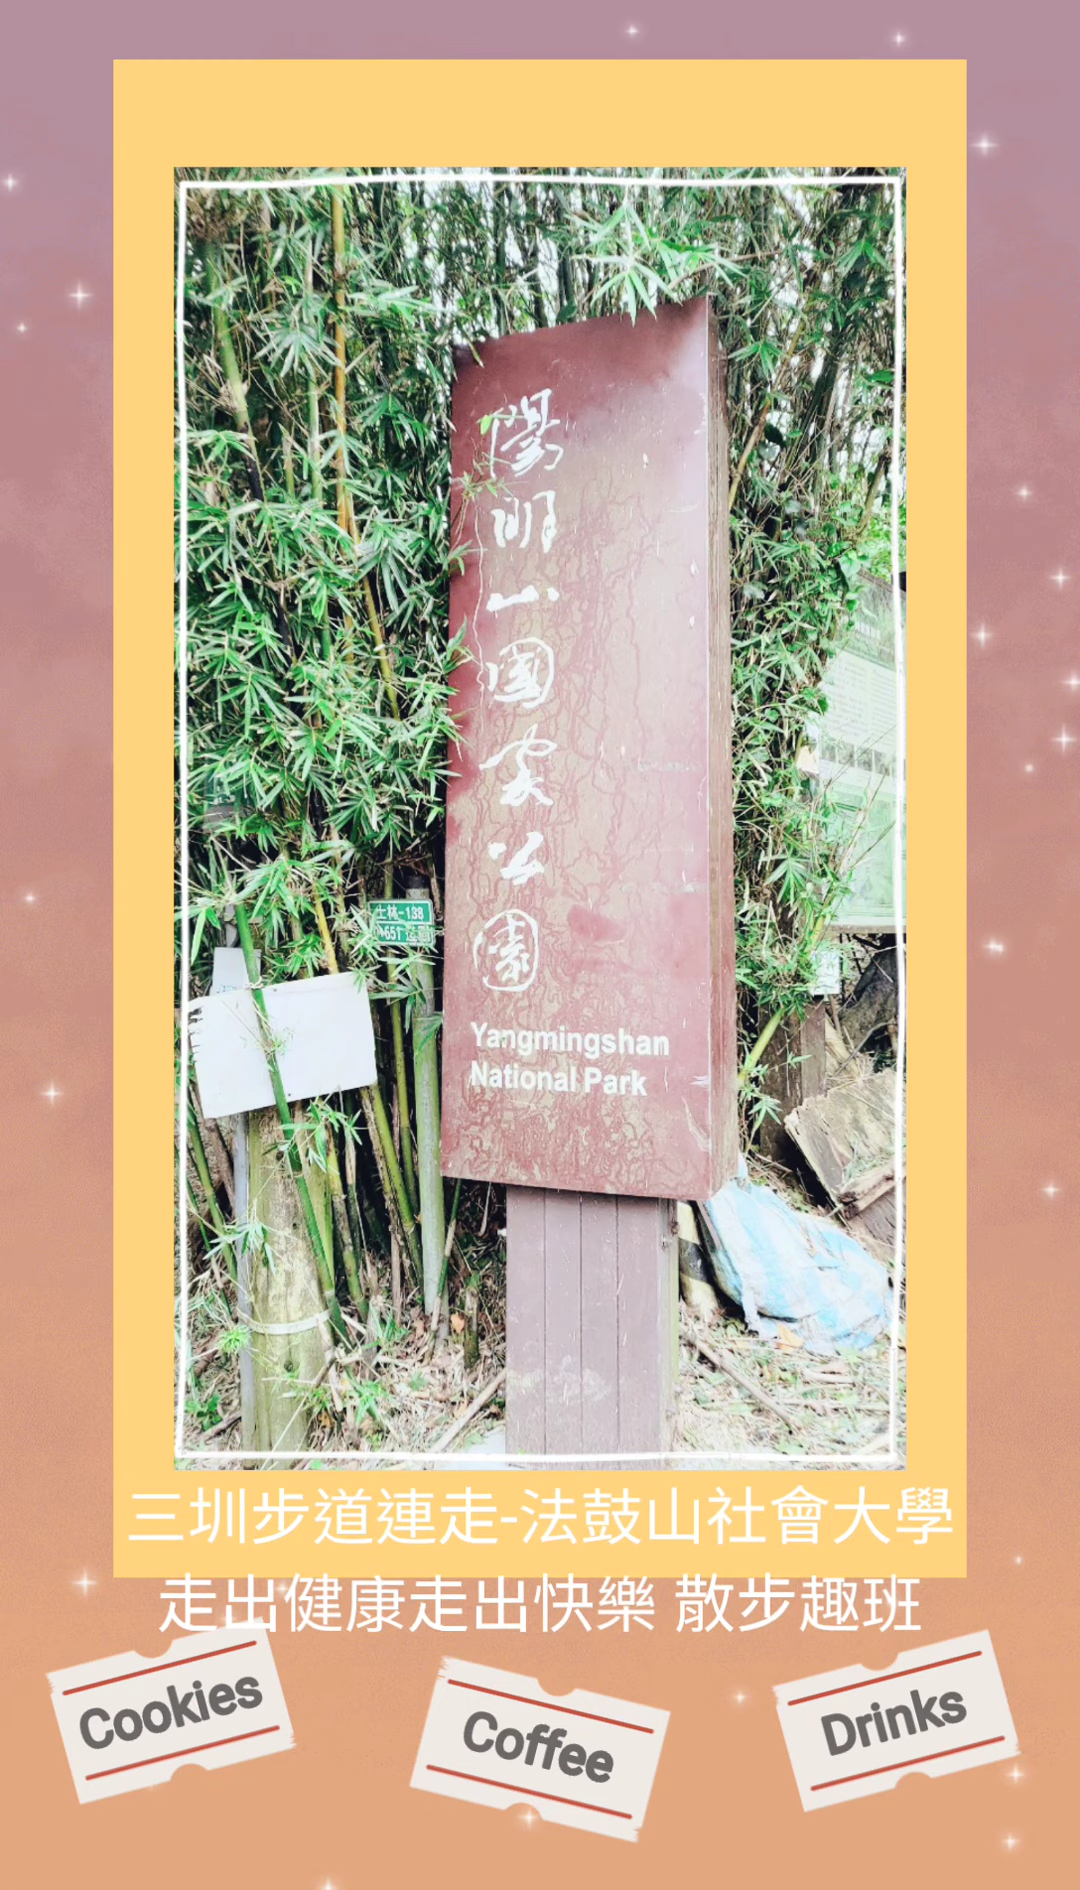 陽明山國家公園
Yangmingshan
National Park
士林-138
三圳步道連走-法鼓山社會大學
走出健康走出快樂 散步趣班
Cookies
Coffee
Drinks